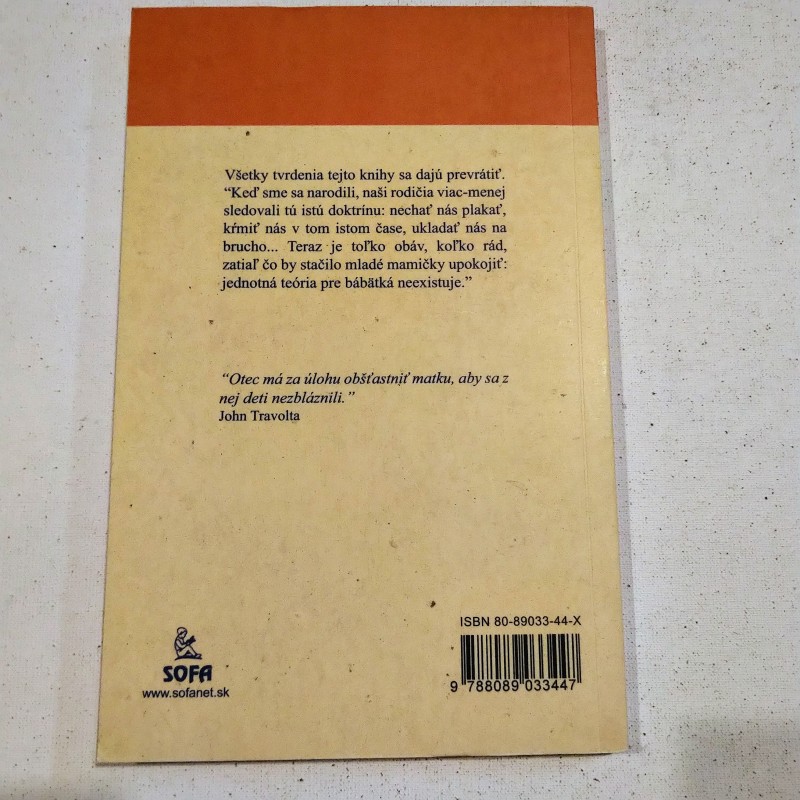 Všetky tvrdenia tejto knihy sa dajú prevrátiť.
“Keď sme sa narodili, naši rodičia viac-menej
sledovali tú istú doktrínu: nechať nás plakať,
kŕmiť nás v tom istom čase, ukladať nás na
brucho... Teraz je toľko obáv, koľko rád,
zatiaľ čo by stačilo mladé mamičky upokojiť:
jednotná teória pre bábätká neexistuje.”
“Otec má za úlohu obšťastniť matku, aby sa z
nej deti nezbláznili.”
John Travolta
ISBN 80-89033-44-X
SOFA
www.sofanet.sk
9 788089 033447